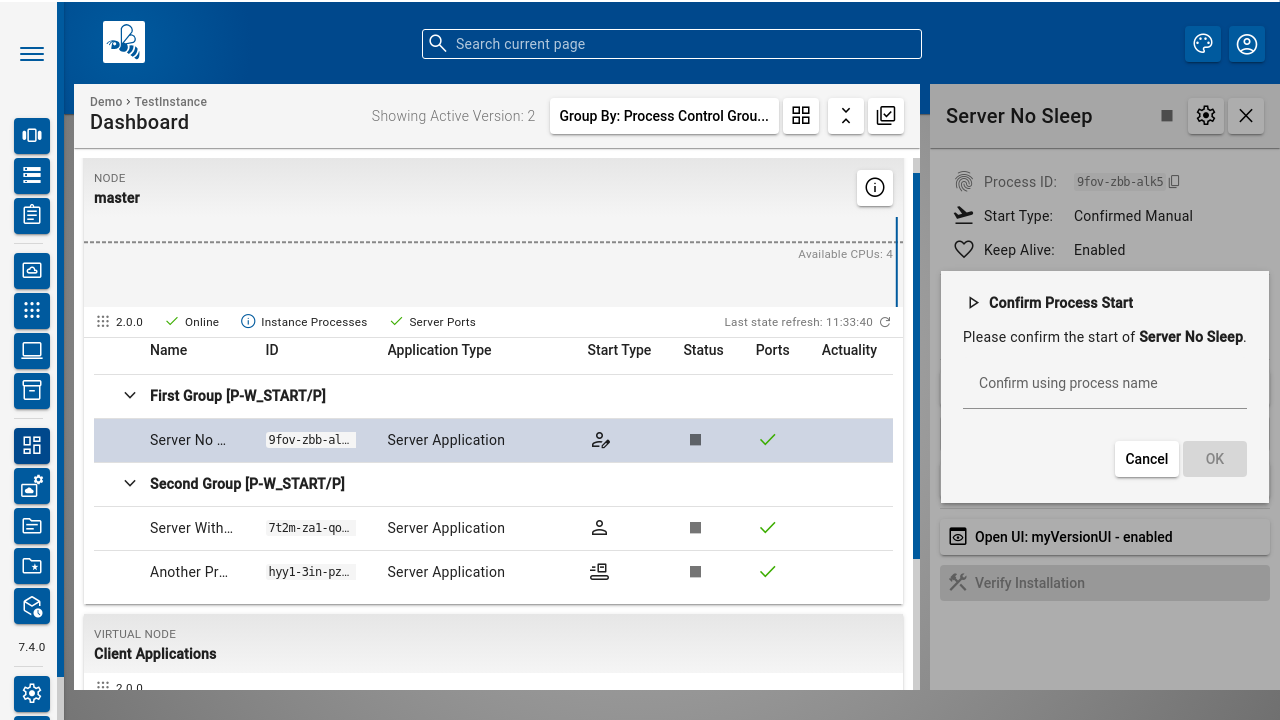 Search current page
Demo › TestInstance
Dashboard
Showing Active Version: 2
Group By: Process Control Grou...
NODE
master
Available CPUs: 4
2.0.0
Online
Instance Processes
Server Ports
Last state refresh: 11:33:40
Name ID Application Type Start Type Status Ports Actuality
First Group [P-W_START/P]
Server No ... 9fov-zbb-al... Server Application
Second Group [P-W_START/P]
Server With... 7t2m-za1-qo... Server Application
Another Pr... hyy1-3in-pz... Server Application
VIRTUAL NODE
Client Applications
2.0.0
7.4.0
Server No Sleep
Process ID: 9fov-zbb-alk5
Start Type: Confirmed Manual
Keep Alive: Enabled
Confirm Process Start
Please confirm the start of Server No Sleep.
Confirm using process name
Cancel
OK
Open UI: myVersionUI - enabled
Verify Installation